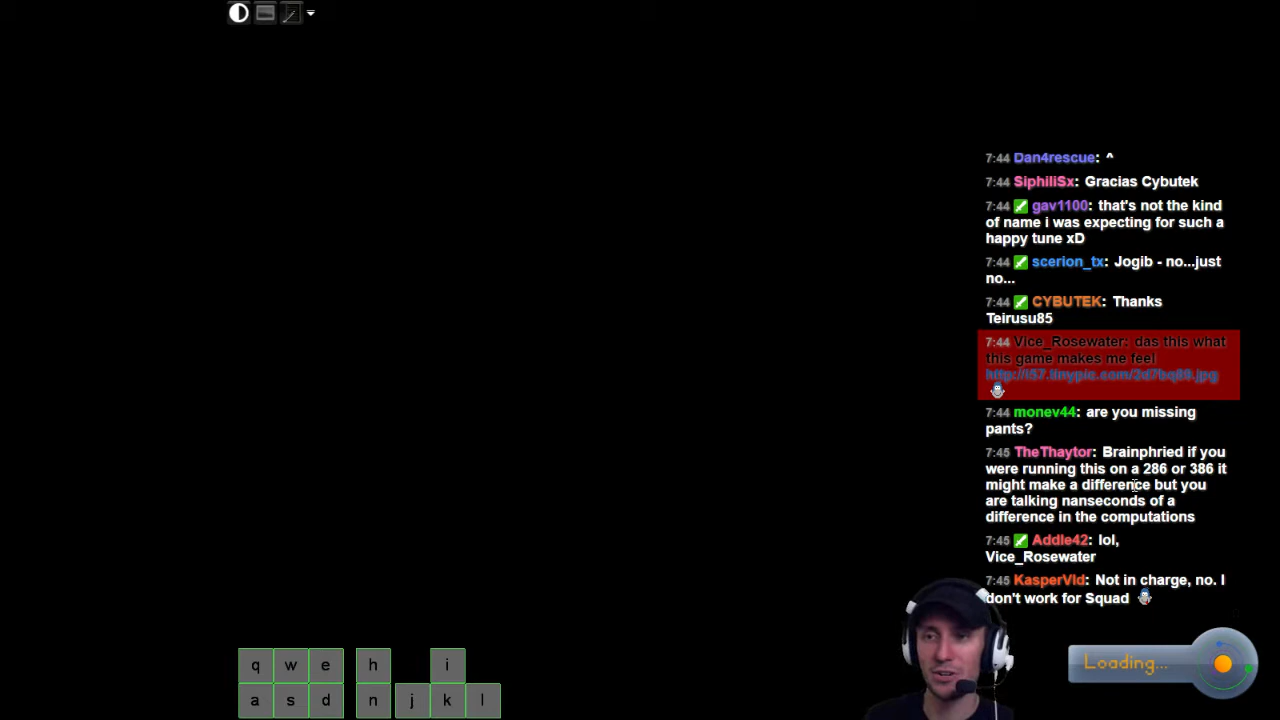 7:44 Dan4rescue: ^
7:44 SiphiliSx: Gracias Cybutek
7:44 gav1100: that's not the kind
of name i was expecting for such a
happy tune xD
7:44 scerion_tx: Jogib - no...just
no...
7:44 CYBUTEK: Thanks
Teirusu85
7:44 Vice_Rosewater: das this what
this game makes me feel
7:44 monev44: are you missing
pants?
7:45 TheThaytor: Brainphried if you
were running this on a 286 or 386 it
might make a difference but you
are talking nanseconds of a
difference in the computations
7:45 Addle42: lol,
Vice_Rosewater
7:45 KasperVld: Not in charge, no. I
don't work for Squad
q w e h i
a s d n j k l
Loading...